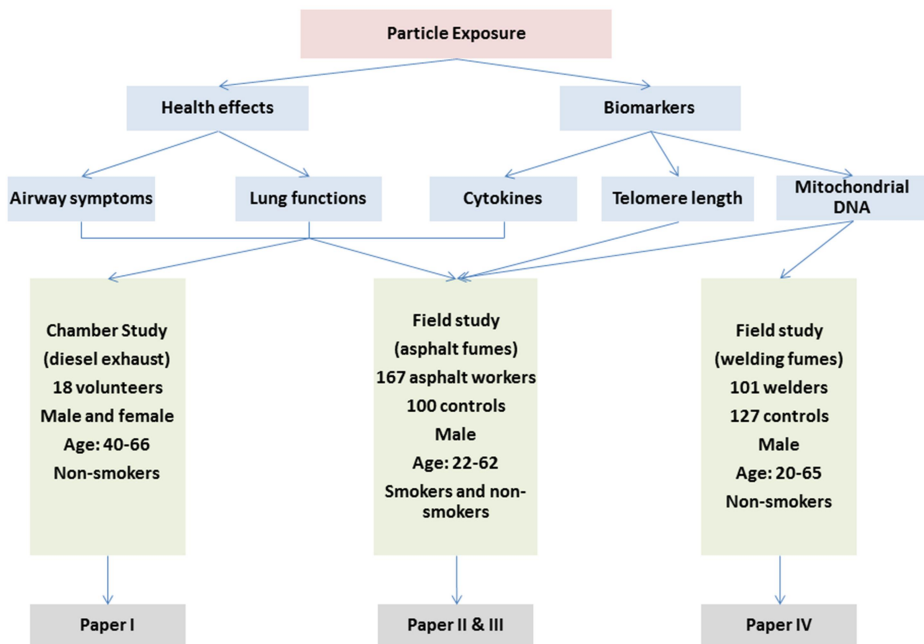 Particle Exposure
Health effects
Biomarkers
Airway symptoms
Lung functions
Cytokines
Telomere length
Mitochondrial
DNA
Chamber Study
(diesel exhaust)
18 volunteers
Male and female
Age: 40-66
Non-smokers
Field study
(asphalt fumes)
167 asphalt workers
100 controls
Male
Age: 22-62
Smokers and non-
smokers
Field study
(welding fumes)
101 welders
127 controls
Male
Age: 20-65
Non-smokers
Paper I
Paper II & III
Paper IV